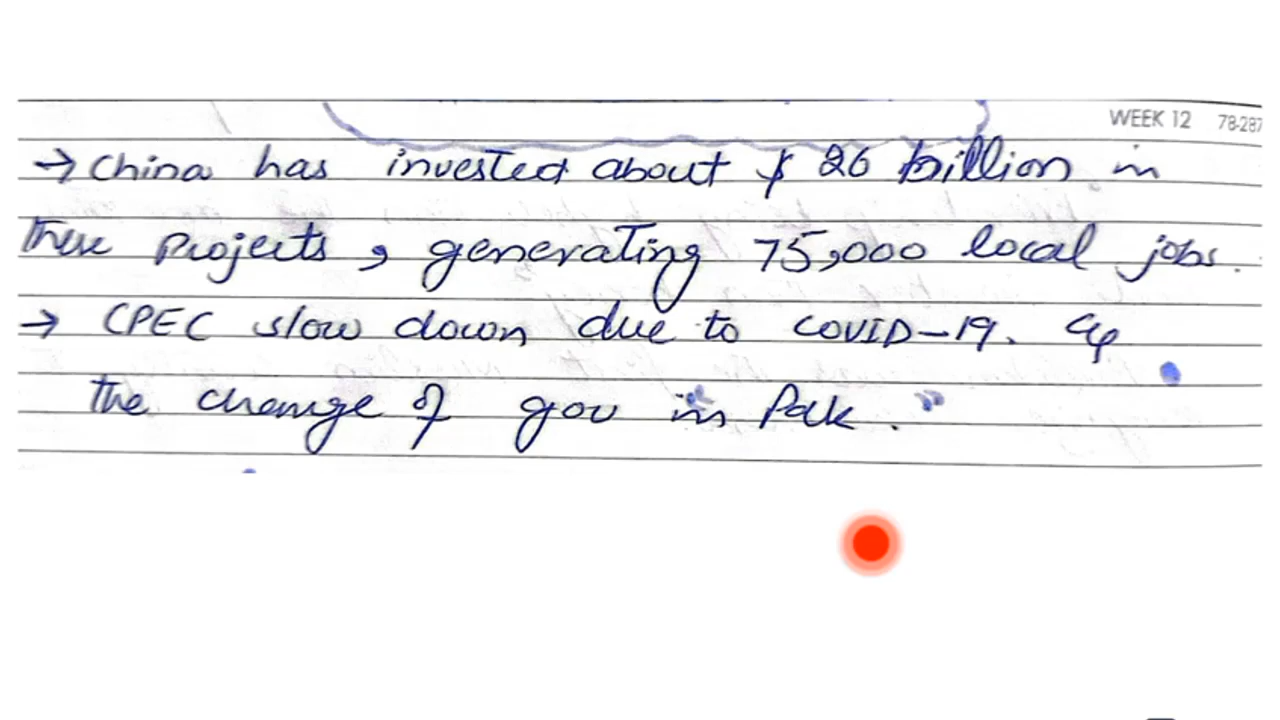 WEEK 12 78-287
→ China has invested about $ 26 billion in
these projects, generating 75,000 local jobs.
→ CPEC slow down due to COVID-19. &
the change of gov in Pak.